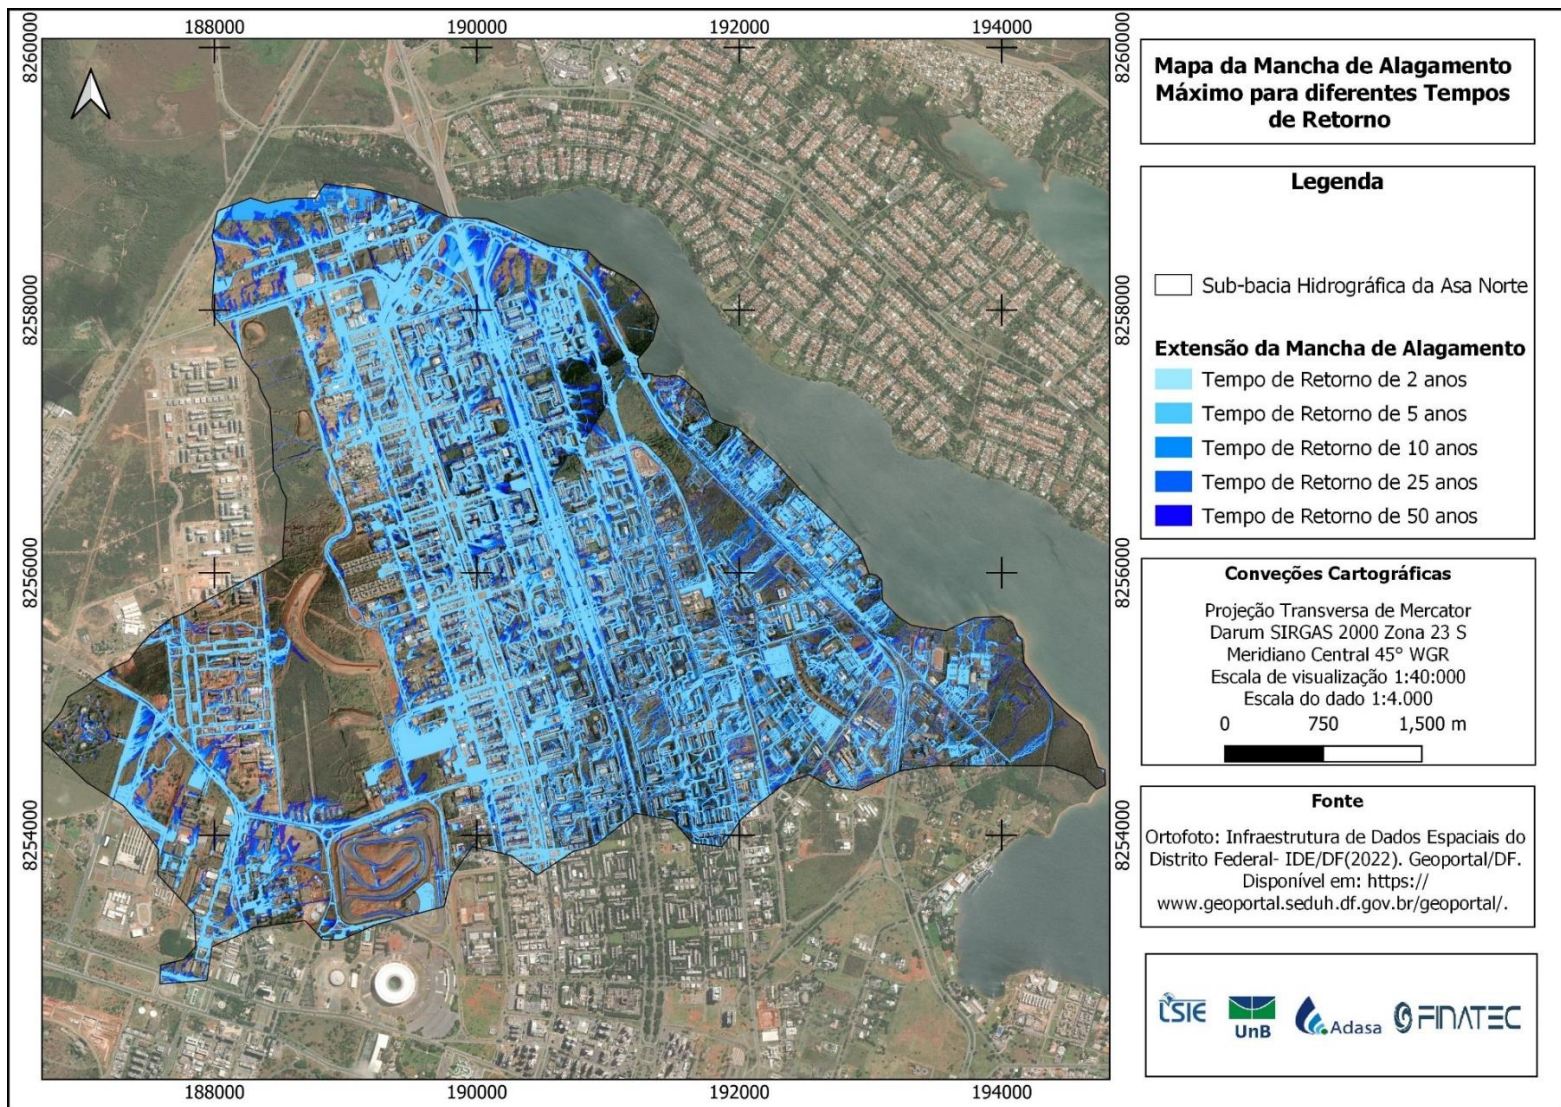 188000 190000 192000 194000
8260000
8260000
8258000
8258000
8256000
8256000
8254000
8254000
188000 190000 192000 194000
Mapa da Mancha de Alagamento
Máximo para diferentes Tempos
de Retorno
Legenda
Sub-bacia Hidrográfica da Asa Norte
Extensão da Mancha de Alagamento
Tempo de Retorno de 2 anos
Tempo de Retorno de 5 anos
Tempo de Retorno de 10 anos
Tempo de Retorno de 25 anos
Tempo de Retorno de 50 anos
Conveções Cartográficas
Projeção Transversa de Mercator
Darum SIRGAS 2000 Zona 23 S
Meridiano Central 45° WGR
Escala de visualização 1:40:000
Escala do dado 1:4.000
0 750 1,500 m
Fonte
Ortofoto: Infraestrutura de Dados Espaciais do
Distrito Federal- IDE/DF(2022). Geoportal/DF.
Disponível em: https://
www.geoportal.seduh.df.gov.br/geoportal/.
LSIE UnB Adasa FINATEC